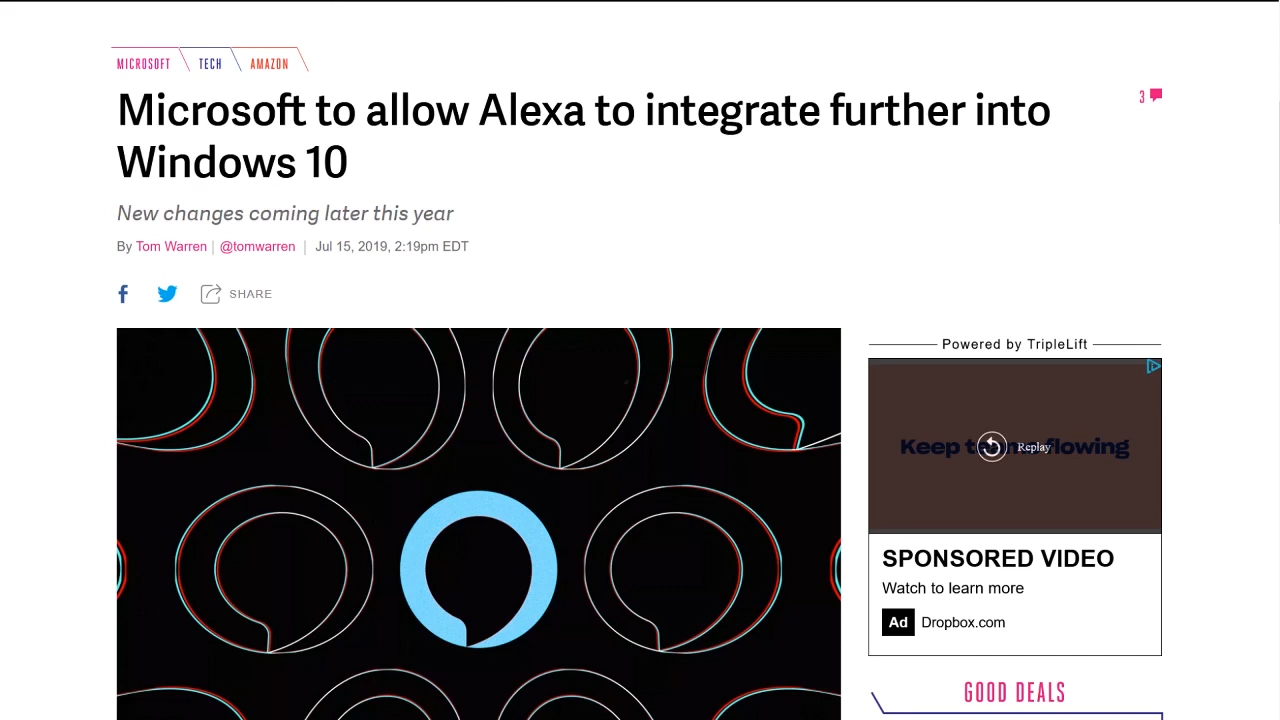 MICROSOFT TECH AMAZON
Microsoft to allow Alexa to integrate further into
Windows 10
3
New changes coming later this year
By Tom Warren | @tomwarren | Jul 15, 2019, 2:19pm EDT
SHARE
Powered by TripleLift
Keep flowing
Replay
SPONSORED VIDEO
Watch to learn more
Ad Dropbox.com
GOOD DEALS